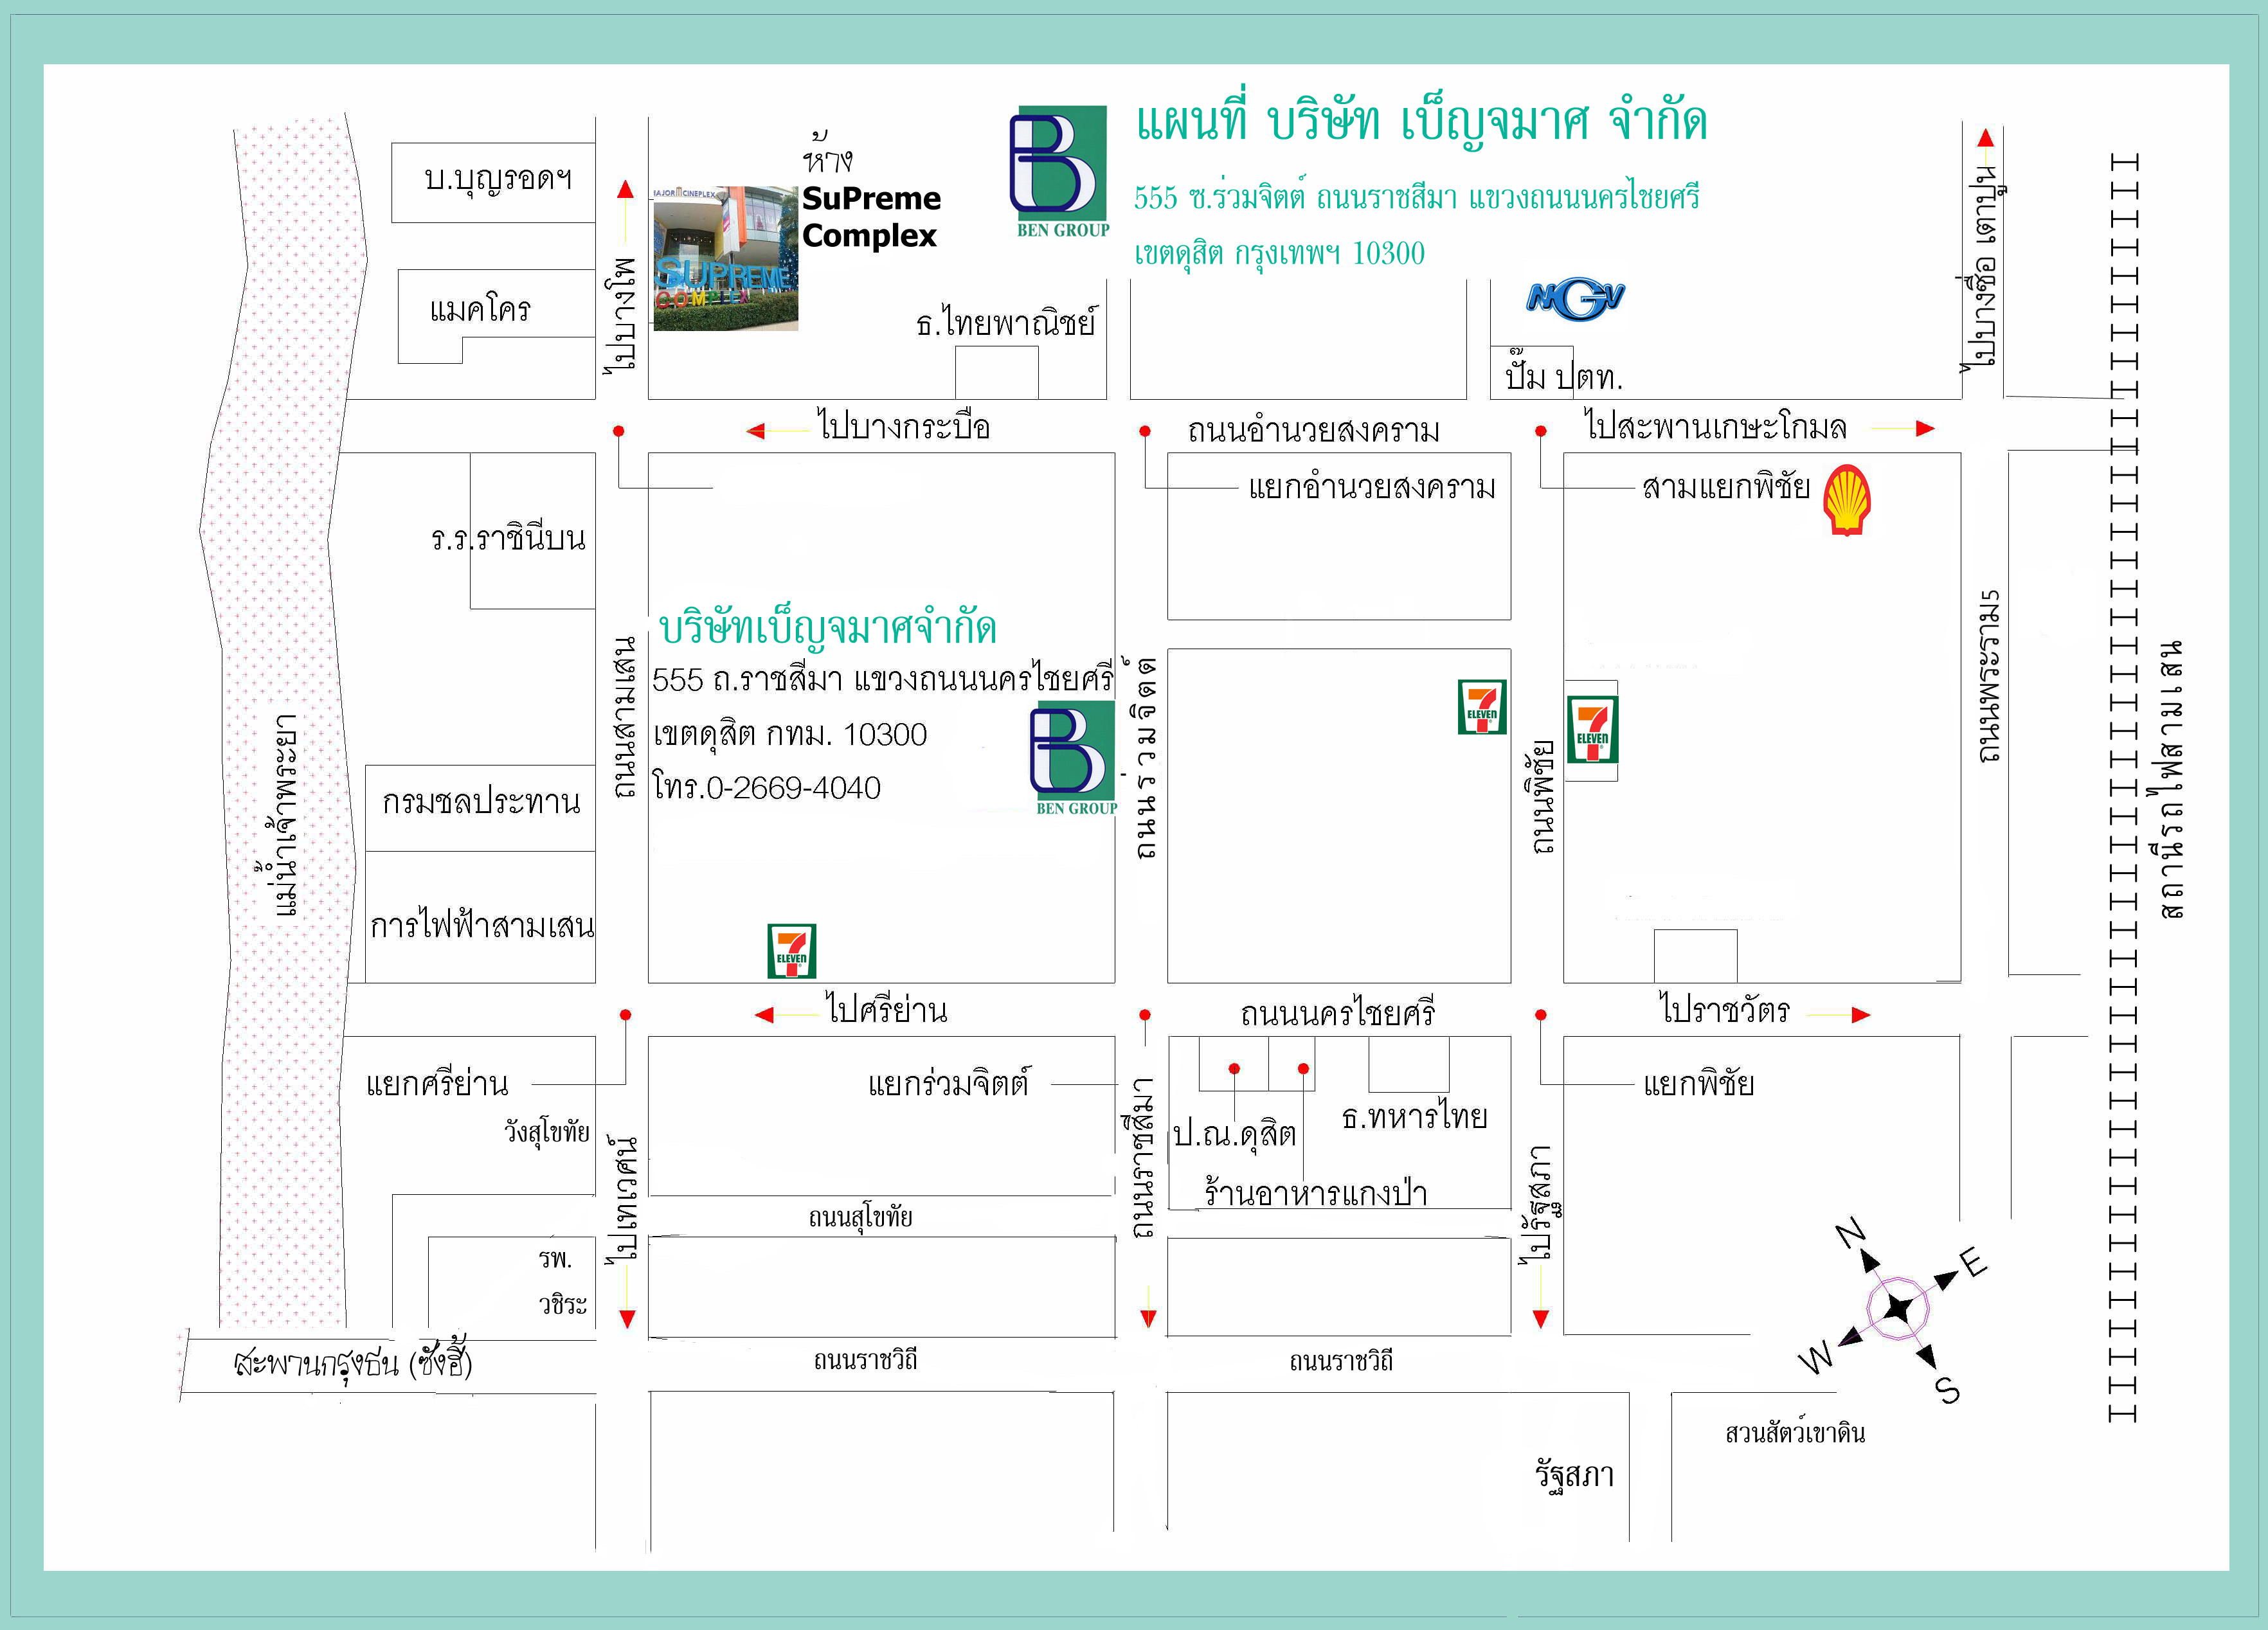 แผนที่ บริษัท เบ็ญจมาศ จำกัด
555 ซ.ร่วมจิตต์ ถนนราชสีมา แขวงถนนนครไชยศรี
เขตดุสิต กรุงเทพฯ 10300
BEN GROUP
บ.บุญรอดฯ
ห้าง
SuPreme
Complex
MAJOR CINEPLEX
SUPREME
COMPLEX
แมคโคร
ไปบางโพ
ธ.ไทยพาณิชย์
NGV
ปั๊ม ปตท.
ไปบางซื่อ เตาปูน
ไปบางกระบือ
ถนนอำนวยสงคราม
ไปสะพานเกษะโกมล
แยกอำนวยสงคราม
สามแยกพิชัย
ร.ร.ราชินีบน
บริษัทเบ็ญจมาศจำกัด
555 ถ.ราชสีมา แขวงถนนนครไชยศรี
เขตดุสิต กทม. 10300
โทร.0-2669-4040
BEN GROUP
ถนนสามเสน
ถนนร่วมจิตต์
7 ELEVEN
7 ELEVEN
ถนนพิชัย
ถนนพระราม5
สถานีรถไฟสามเสน
แม่น้ำเจ้าพระยา
กรมชลประทาน
การไฟฟ้าสามเสน
7 ELEVEN
ไปศรีย่าน
ถนนนครไชยศรี
ไปราชวัตร
แยกศรีย่าน
แยกร่วมจิตต์
แยกพิชัย
วังสุโขทัย
ไปเทเวศน์
ถนนราชสีมา
ป.ณ.ดุสิต
ธ.ทหารไทย
ร้านอาหารแกงป่า
ไปรัฐสภา
ถนนสุโขทัย
รพ.
วชิระ
N
E
W
S
สะพานกรุงธน (ซังฮี้)
ถนนราชวิถี
ถนนราชวิถี
สวนสัตว์เขาดิน
รัฐสภา